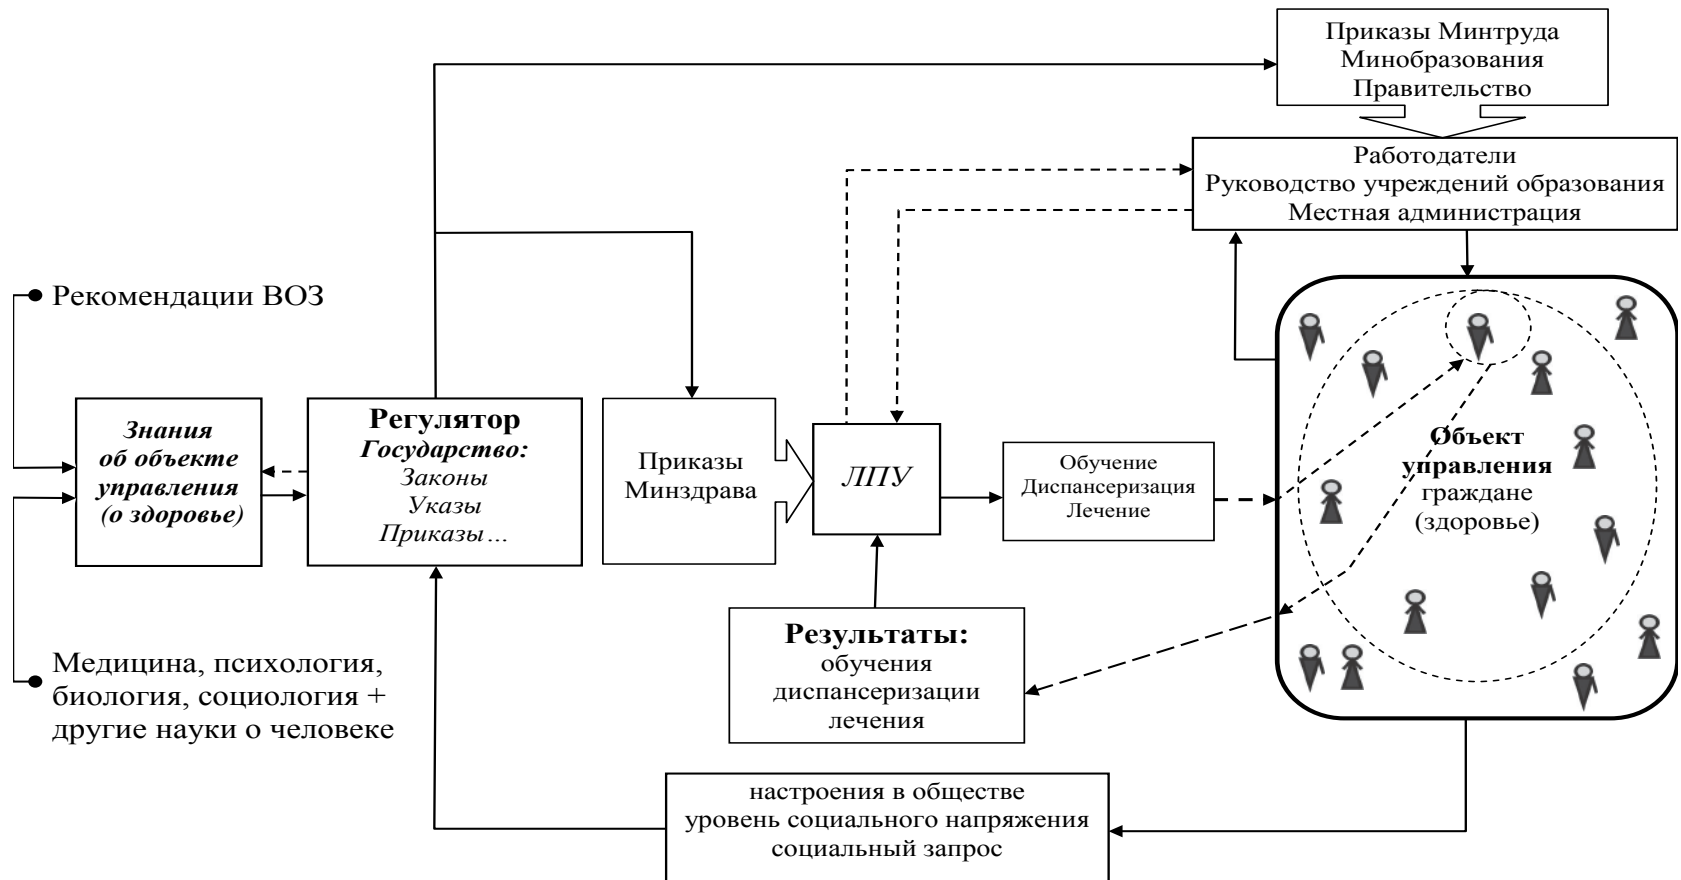 Приказы Минтруда
Минобразования
Правительство
Работодатели
Руководство учреждений образования
Местная администрация
Рекомендации ВОЗ
Знания
об объекте
управления
(о здоровье)
Регулятор
Государство:
Законы
Указы
Приказы...
Приказы
Минздрава
ЛПУ
Обучение
Диспансеризация
Лечение
Объект
управления
граждане
(здоровье)
Результаты:
обучения
диспансеризации
лечения
Медицина, психология,
биология, социология +
другие науки о человеке
настроения в обществе
уровень социального напряжения
социальный запрос